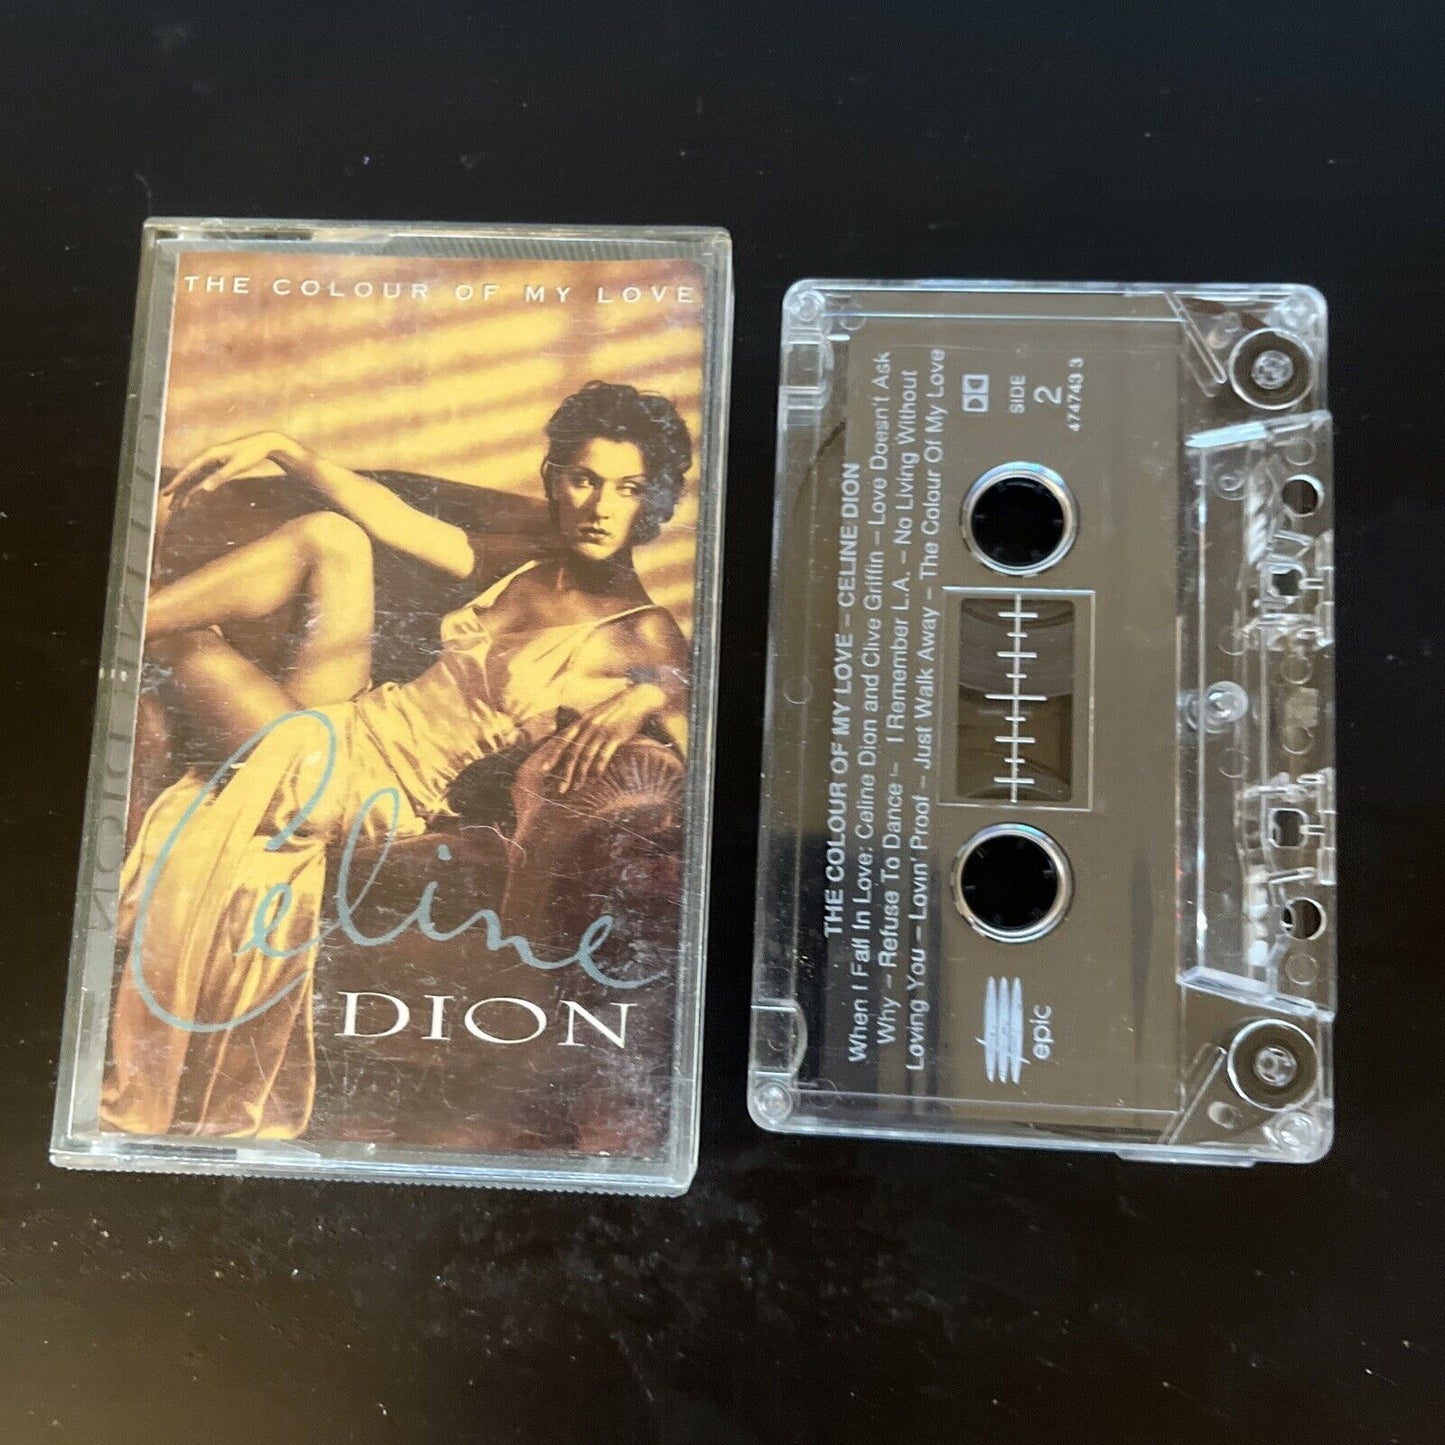 THE COLOUR OF MY LOVE
Celine
DION
CELINE DION
THE COLOUR OF MY LOVE – CELINE DION
When I Fall In Love: Celine Dion and Clive Griffin – Love Doesn't Ask
Why – Refuse To Dance – I Remember L.A. – No Living Without
Loving You – Lovin' Proof – Just Walk Away – The Colour Of My Love
SIDE
2
474743 3
epic